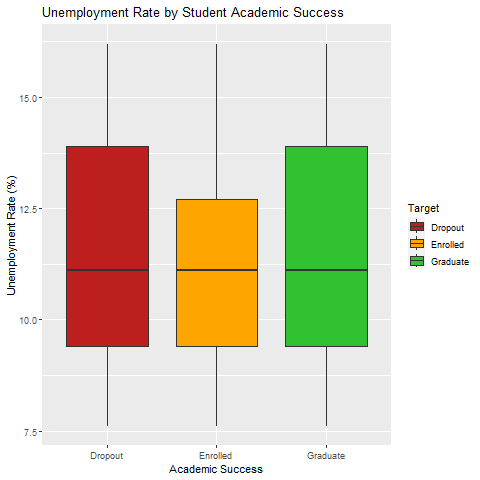 Unemployment Rate by Student Academic Success
Unemployment Rate (%)
15.0
12.5
10.0
7.5
Dropout
Enrolled
Graduate
Academic Success
Target
Dropout
Enrolled
Graduate